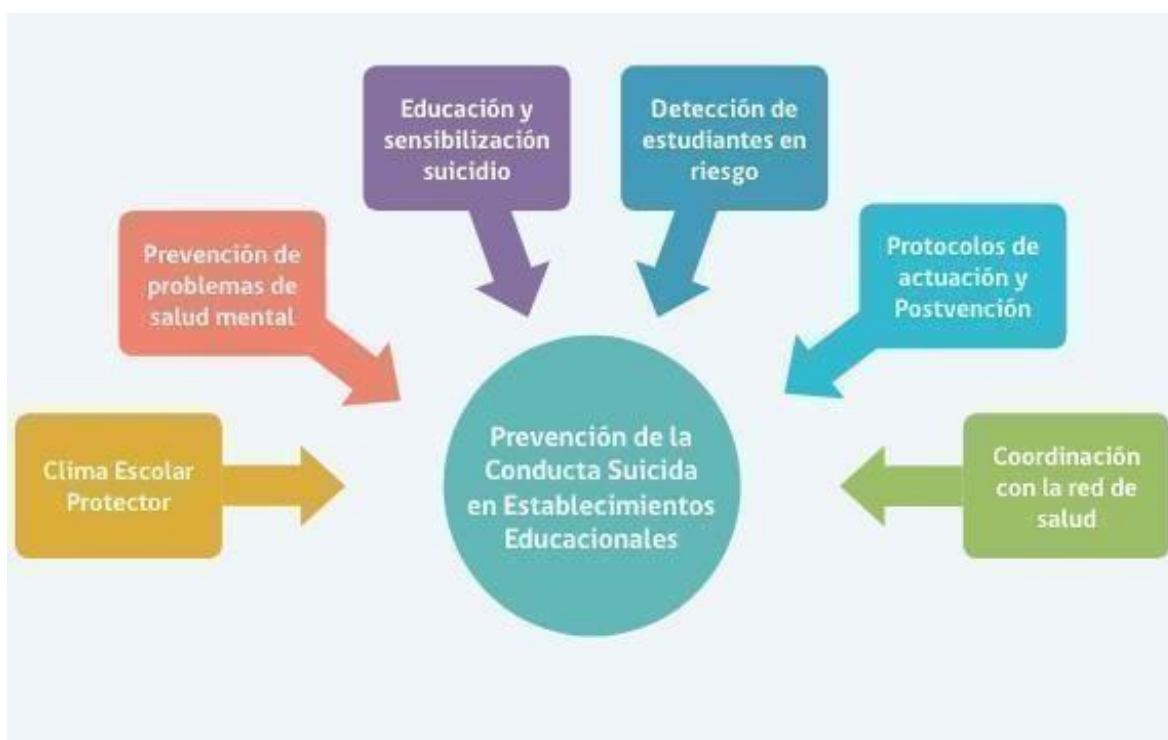 Educación y
sensibilización
suicidio
Detección de
estudiantes en
riesgo
Prevención de
problemas de
salud mental
Protocolos de
actuación y
Postvención
Clima Escolar
Protector
Prevención de la
Conducta Suicida
en Establecimientos
Educacionales
Coordinación
con la red de
salud